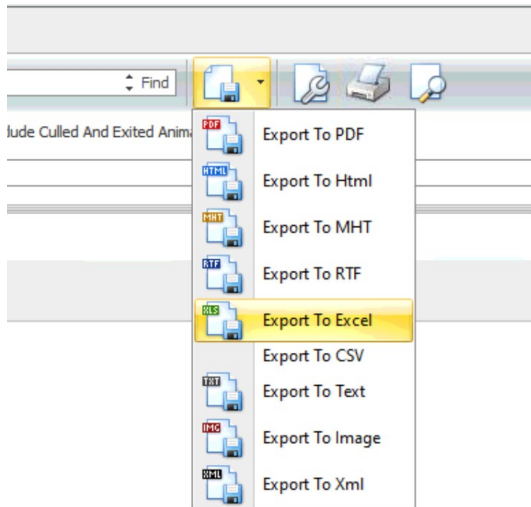 Find
lude Culled And Exited Anima
PDF Export To PDF
HTML Export To Html
MHT Export To MHT
RTF Export To RTF
XLS Export To Excel
Export To CSV
TXT Export To Text
IMG Export To Image
XML Export To Xml